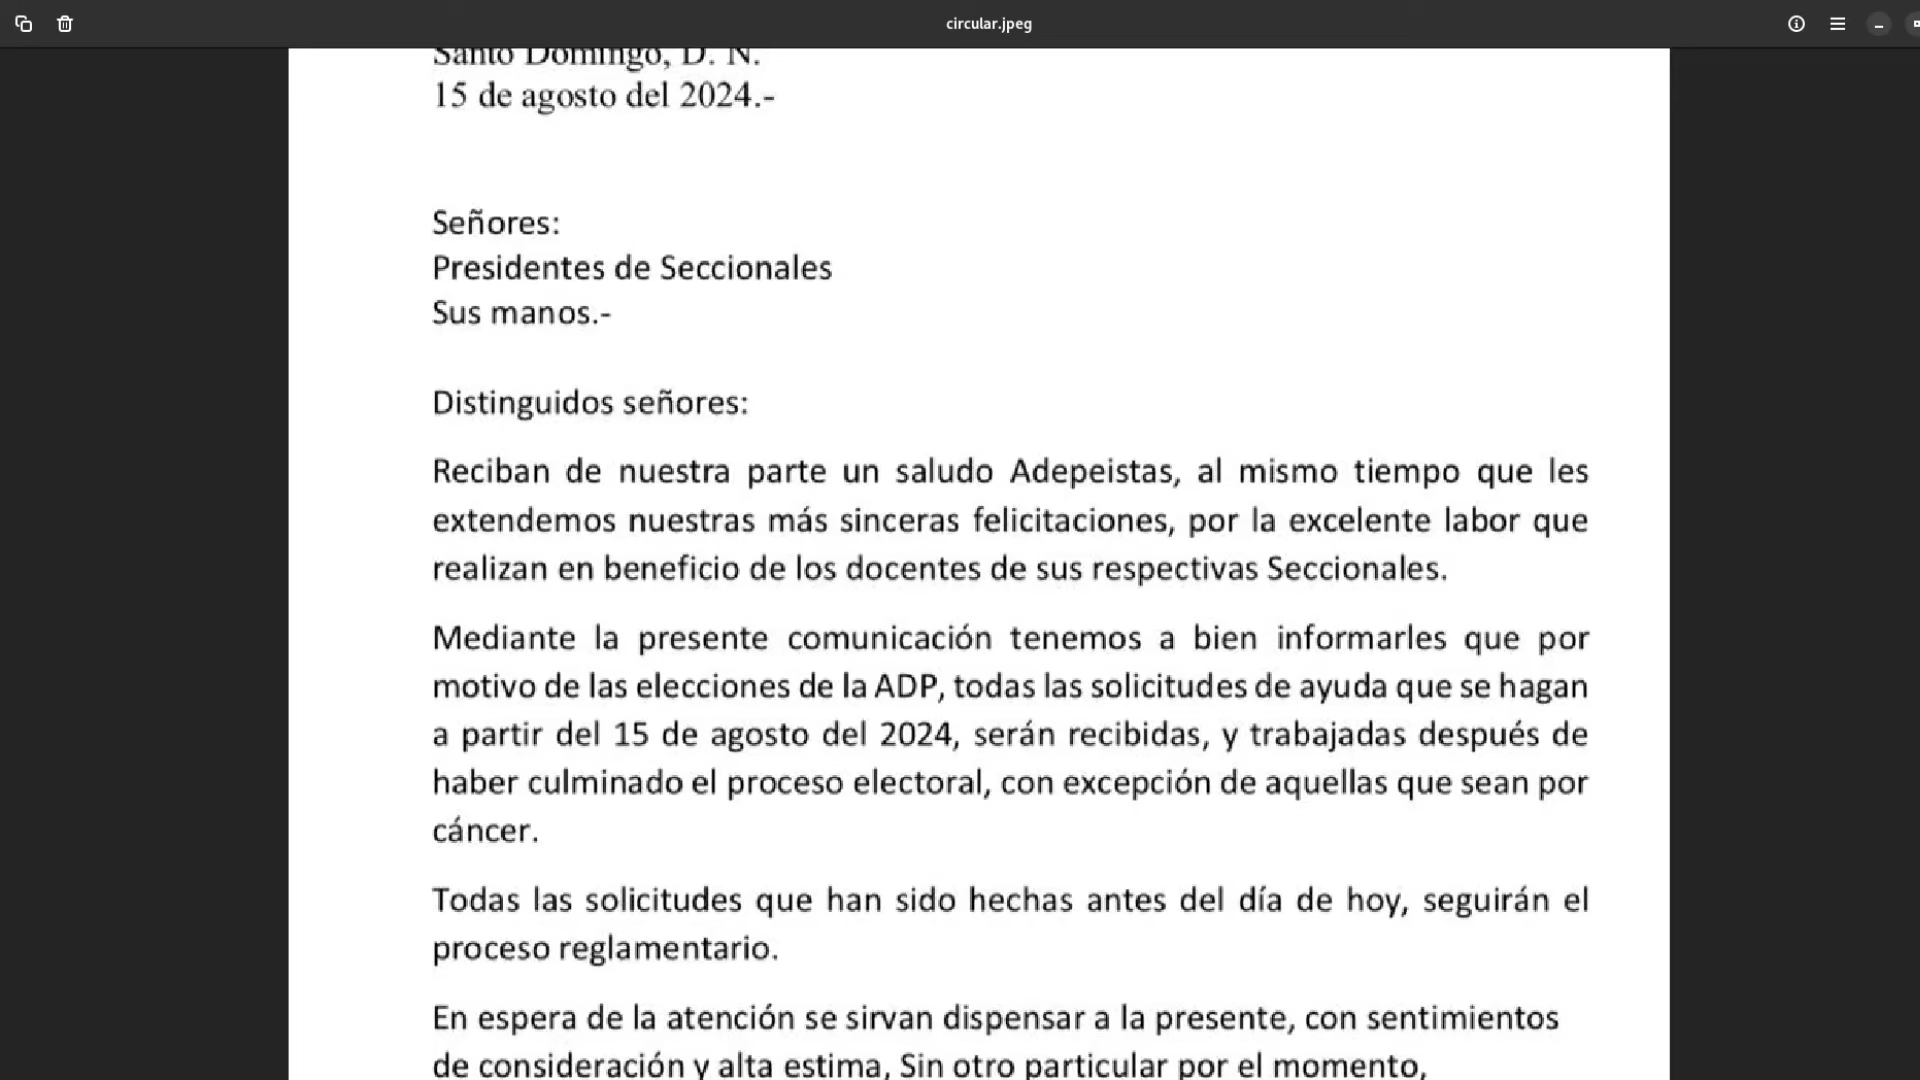 circular.jpeg
Santo Domingo, D. N.
15 de agosto del 2024.-
Señores:
Presidentes de Seccionales
Sus manos.-
Distinguidos señores:
Reciban de nuestra parte un saludo Adepeistas, al mismo tiempo que les
extendemos nuestras más sinceras felicitaciones, por la excelente labor que
realizan en beneficio de los docentes de sus respectivas Seccionales.
Mediante la presente comunicación tenemos a bien informarles que por
motivo de las elecciones de la ADP, todas las solicitudes de ayuda que se hagan
a partir del 15 de agosto del 2024, serán recibidas, y trabajadas después de
haber culminado el proceso electoral, con excepción de aquellas que sean por
cáncer.
Todas las solicitudes que han sido hechas antes del día de hoy, seguirán el
proceso reglamentario.
En espera de la atención se sirvan dispensar a la presente, con sentimientos
de consideración y alta estima, Sin otro particular por el momento,